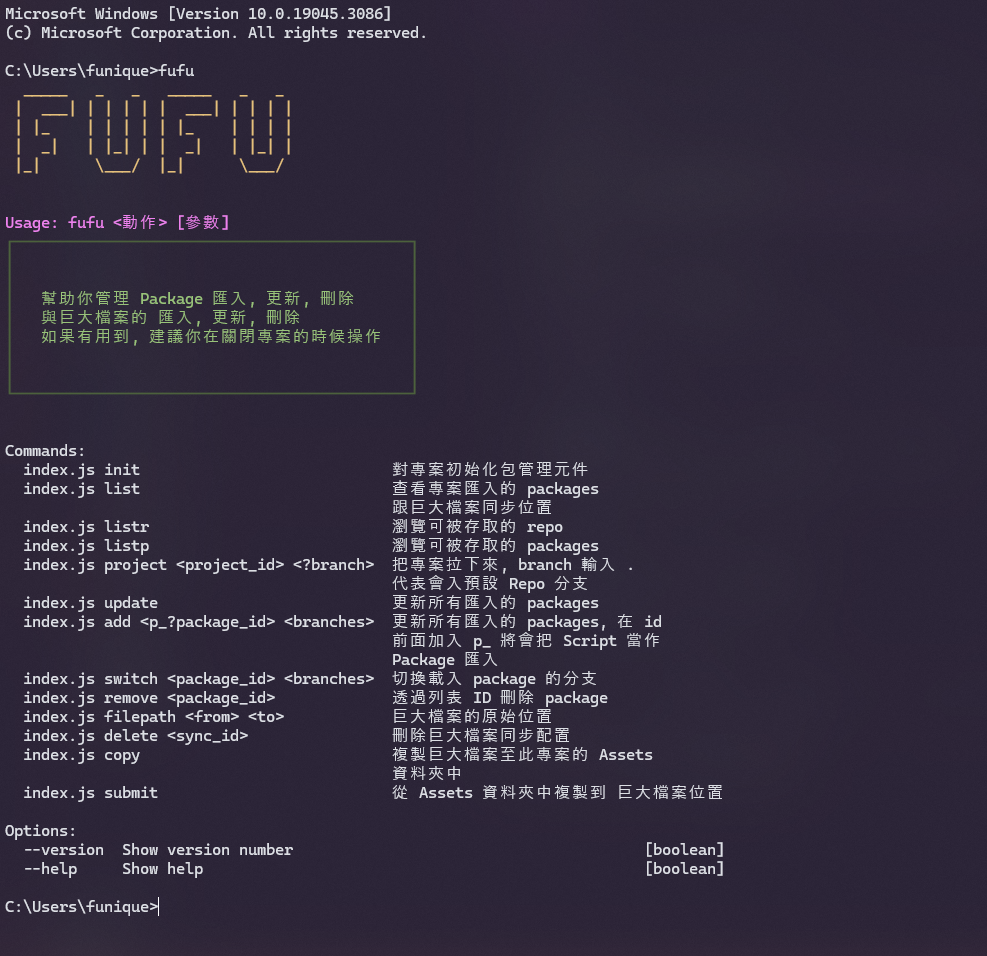 Microsoft Windows [Version 10.0.19045.3086]
(c) Microsoft Corporation. All rights reserved.
C:\Users\funique>fufu
FUFU
Usage: fufu <動作> [參數]
幫助你管理 Package 匯入, 更新, 刪除
與巨大檔案的 匯入, 更新, 刪除
如果有用到, 建議你在關閉專案的時候操作
Commands:
index.js init 對專案初始化包管理元件
index.js list 查看專案匯入的 packages
跟巨大檔案同步位置
index.js listr 瀏覽可被存取的 repo
index.js listp 瀏覽可被存取的 packages
index.js project <project_id> <?branch> 把專案拉下來, branch 輸入 .
代表會入預設 Repo 分支
index.js update 更新所有匯入的 packages
index.js add <p_?package_id> <branches> 更新所有匯入的 packages, 在 id
前面加入 p_ 將會把 Script 當作
Package 匯入
index.js switch <package_id> <branches> 切換載入 package 的分支
index.js remove <package_id> 透過列表 ID 刪除 package
index.js filepath <from> <to> 巨大檔案的原始位置
index.js delete <sync_id> 刪除巨大檔案同步配置
index.js copy 複製巨大檔案至此專案的 Assets
資料夾中
index.js submit 從 Assets 資料夾中複製到 巨大檔案位置
Options:
--version Show version number [boolean]
--help Show help [boolean]
C:\Users\funique>